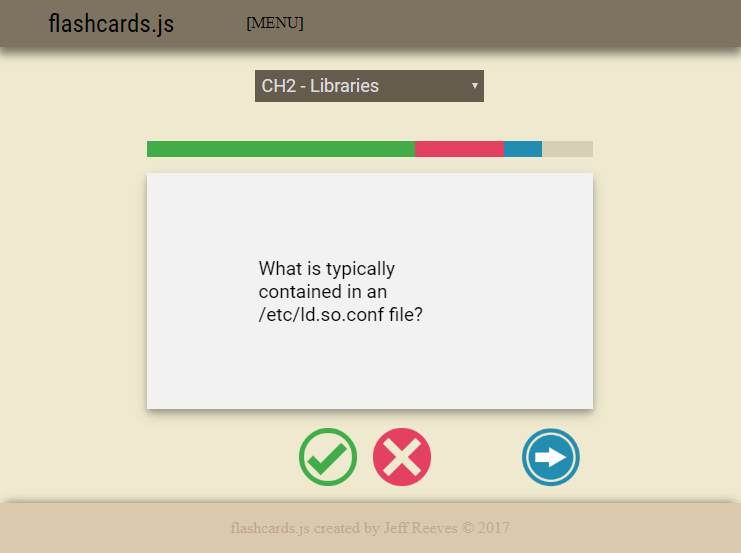 flashcards.js
[MENU]
CH2 - Libraries
What is typically
contained in an
/etc/ld.so.conf file?
flashcards.js created by Jeff Reeves © 2017